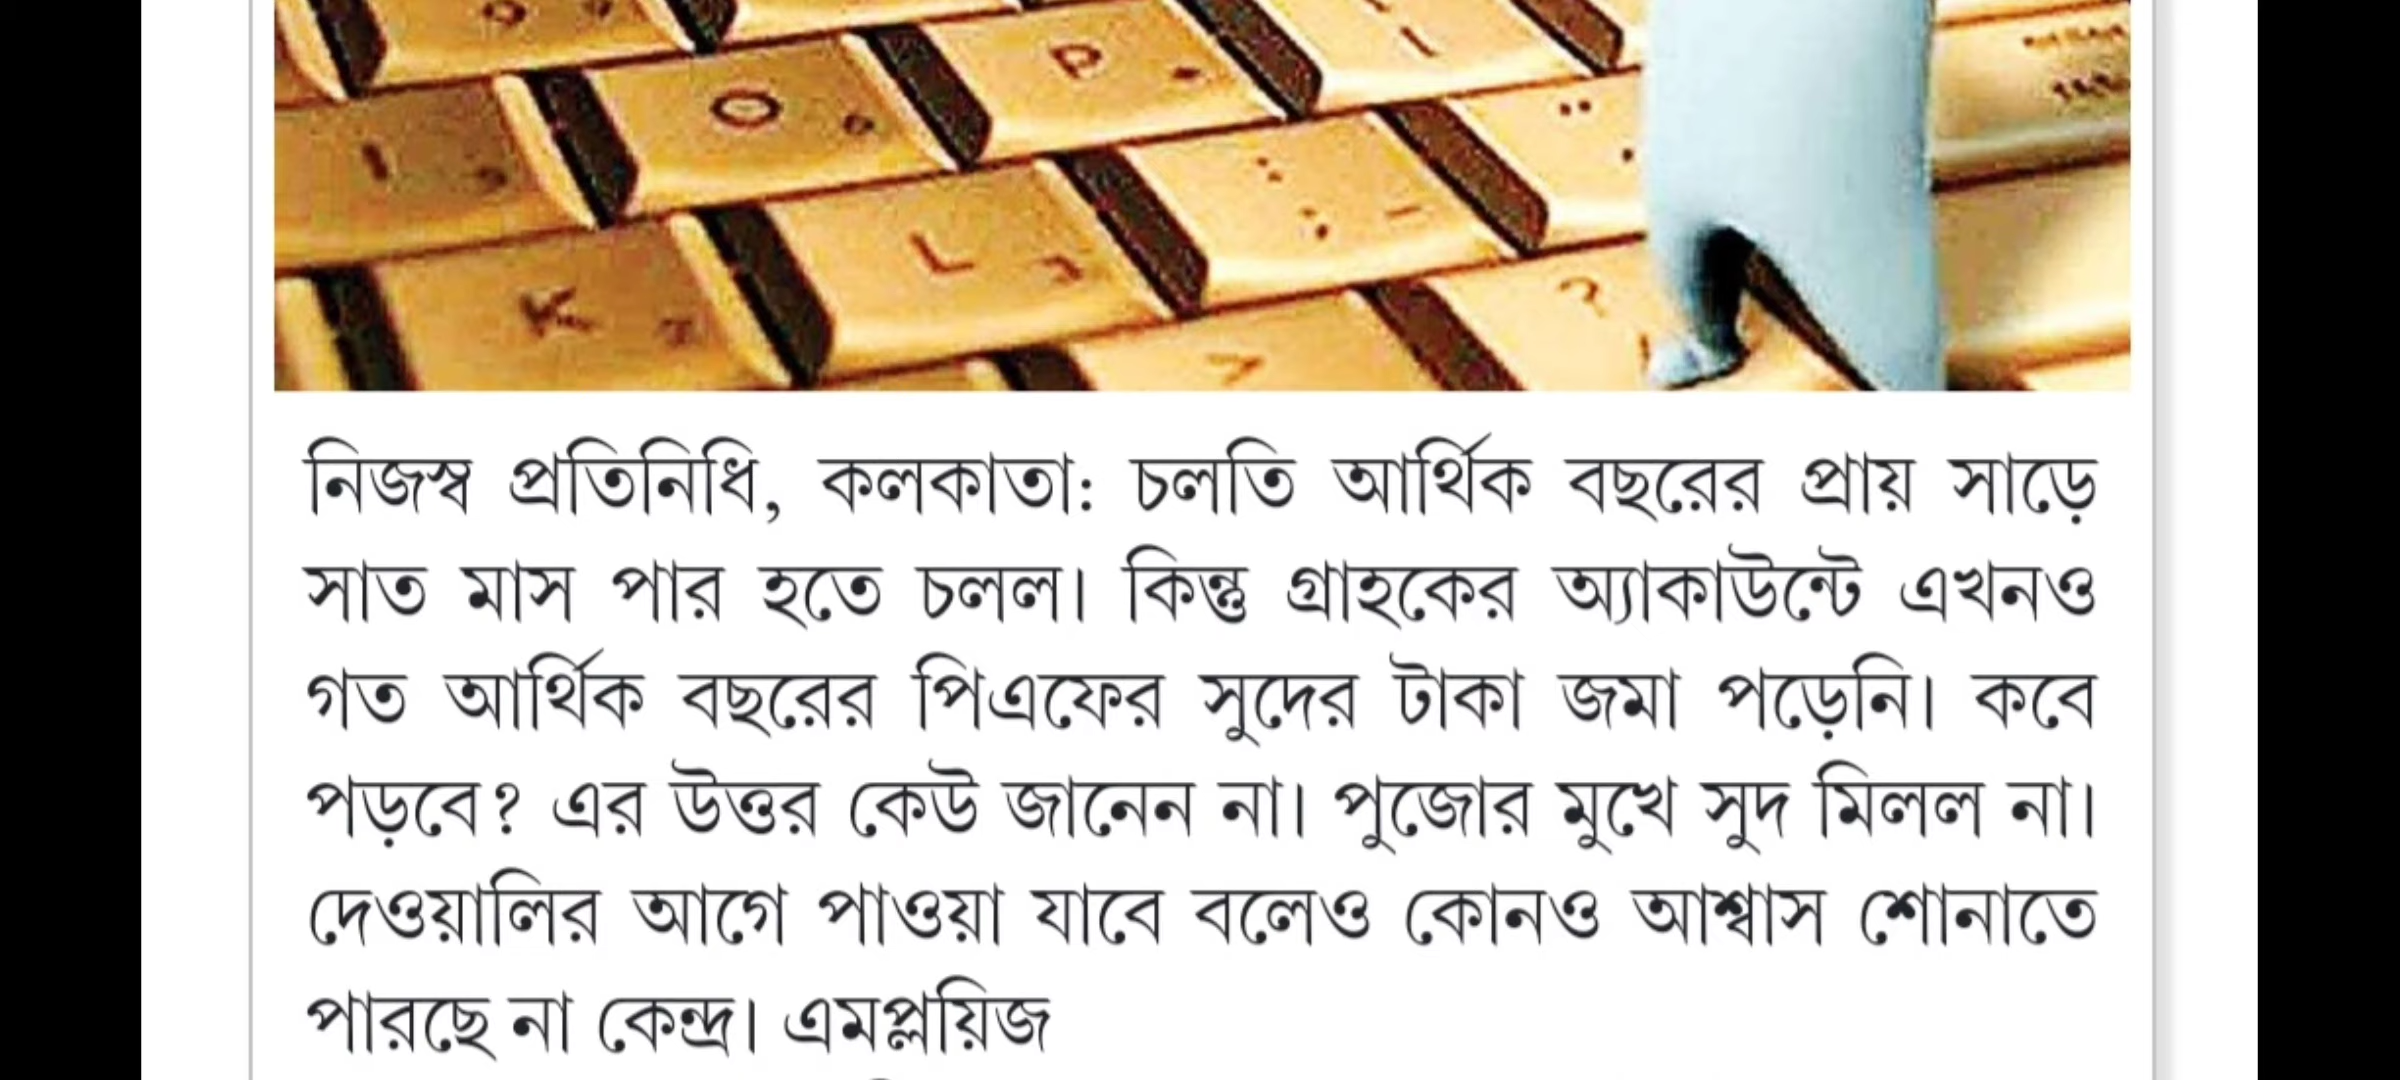 O
P
I
K
L
?
নিজস্ব প্রতিনিধি, কলকাতা: চলতি আর্থিক বছরের প্রায় সাড়ে
সাত মাস পার হতে চলল। কিন্তু গ্রাহকের অ্যাকাউন্টে এখনও
গত আর্থিক বছরের পিএফের সুদের টাকা জমা পড়েনি। কবে
পড়বে? এর উত্তর কেউ জানেন না। পুজোর মুখে সুদ মিলল না।
দেওয়ালির আগে পাওয়া যাবে বলেও কোনও আশ্বাস শোনাতে
পারছে না কেন্দ্র। এমপ্লয়িজ